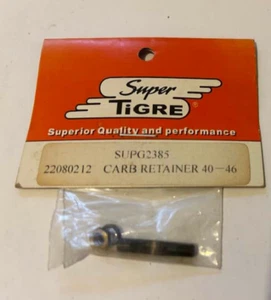 Super
TiGRE
Superior Quality and performance
SUPG2385
22080212 CARB RETAINER 40-46